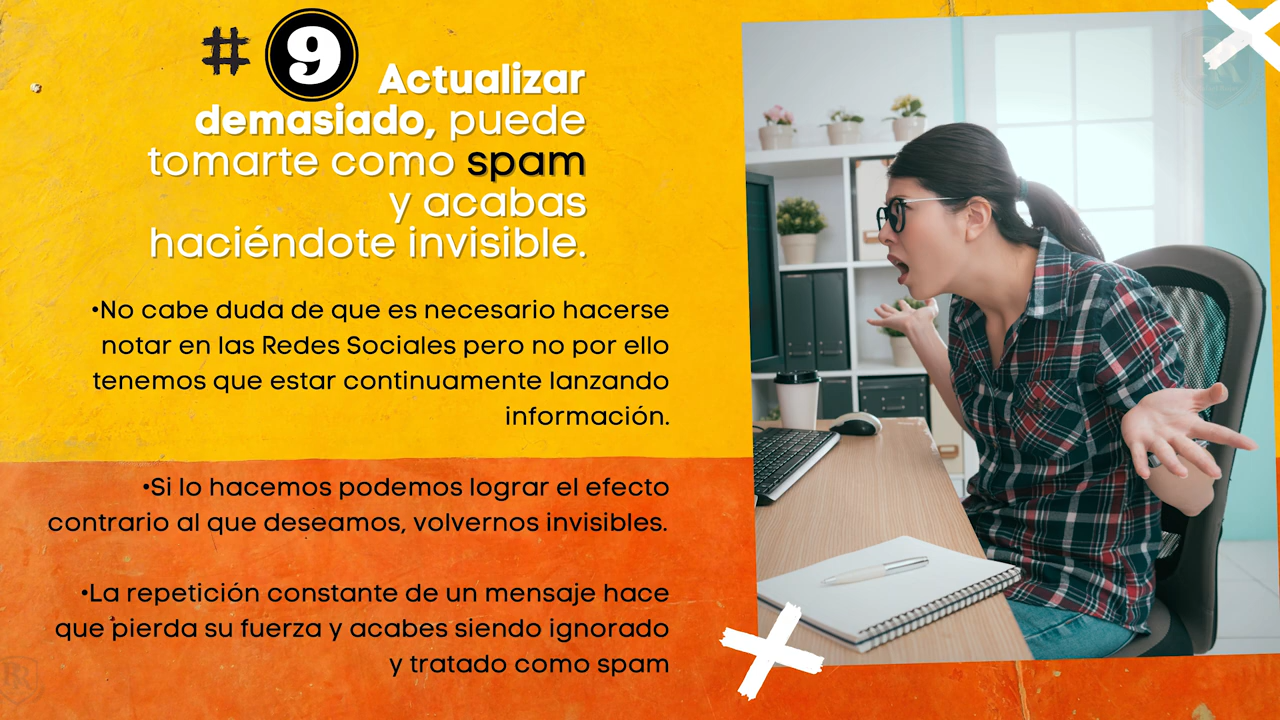 # 9 Actualizar
demasiado, puede
tomarte como spam
y acabas
haciéndote invisible.
•No cabe duda de que es necesario hacerse
notar en las Redes Sociales pero no por ello
tenemos que estar continuamente lanzando
información.
•Si lo hacemos podemos lograr el efecto
contrario al que deseamos, volvernos invisibles.
•La repetición constante de un mensaje hace
que pierda su fuerza y acabes siendo ignorado
y tratado como spam